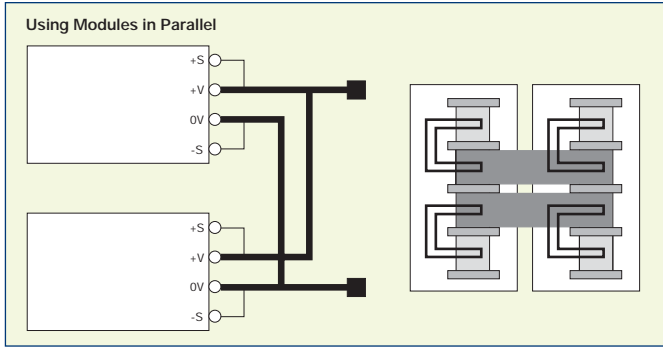 Using Modules in Parallel
+S
+V
0V
-S
+S
+V
0V
-S